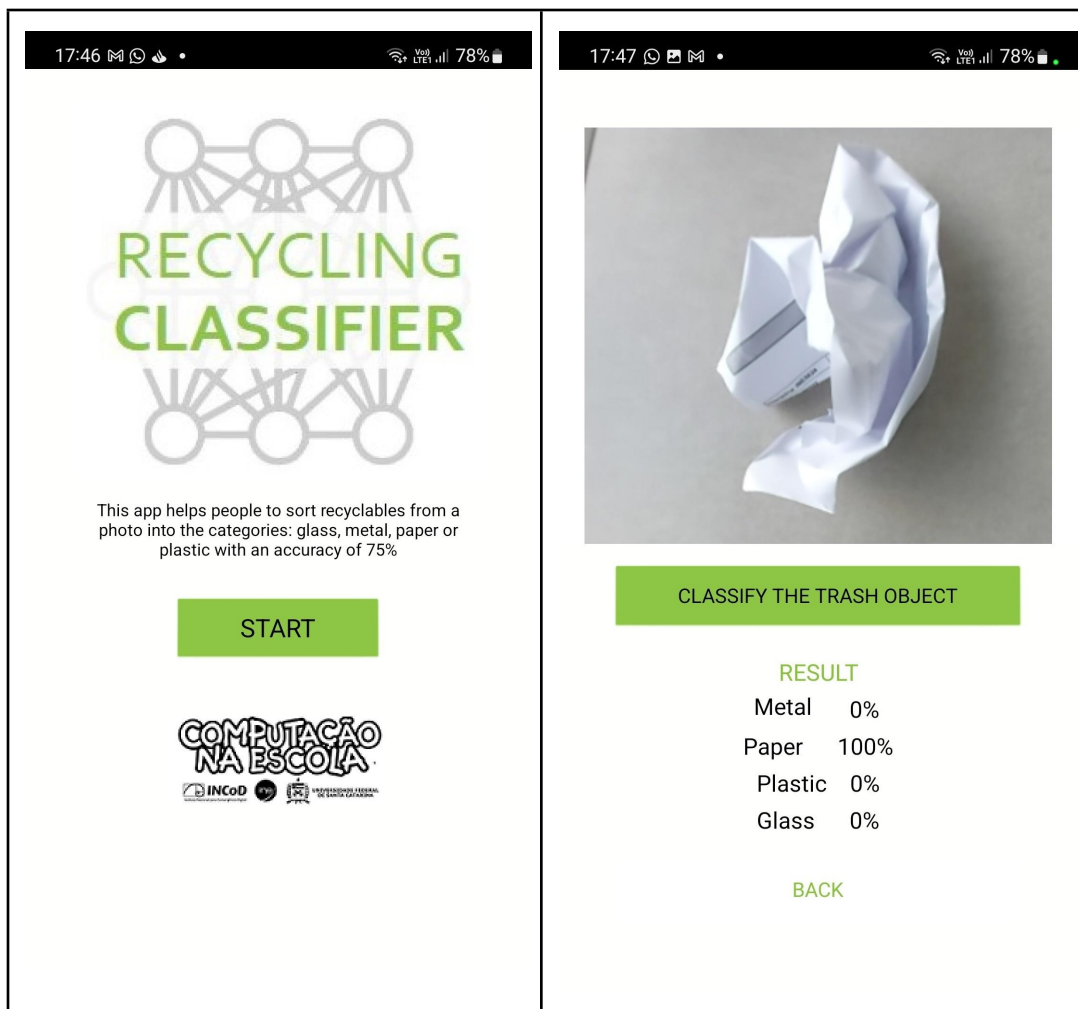 17:46
78%
RECYCLING
CLASSIFIER
This app helps people to sort recyclables from a
photo into the categories: glass, metal, paper or
plastic with an accuracy of 75%
START
COMPUTAÇÃO
NA ESCOLA
INCoD
UNIVERSIDADE FEDERAL
DE SANTA CATARINA
17:47
78%
CLASSIFY THE TRASH OBJECT
RESULT
Metal 0%
Paper 100%
Plastic 0%
Glass 0%
BACK